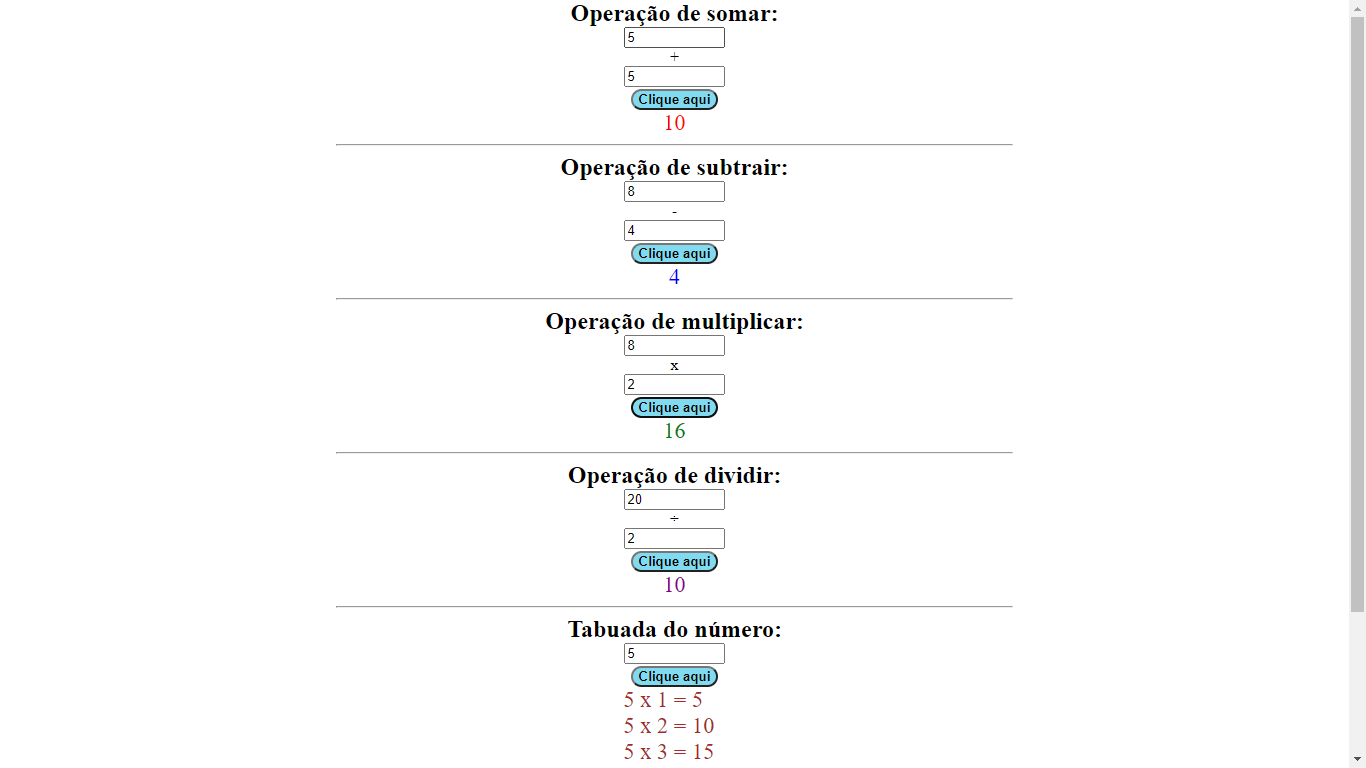 Operação de somar:
5
+
5
Clique aqui
10
Operação de subtrair:
8
-
4
Clique aqui
4
Operação de multiplicar:
8
x
2
Clique aqui
16
Operação de dividir:
20
÷
2
Clique aqui
10
Tabuada do número:
5
Clique aqui
5 x 1 = 5
5 x 2 = 10
5 x 3 = 15